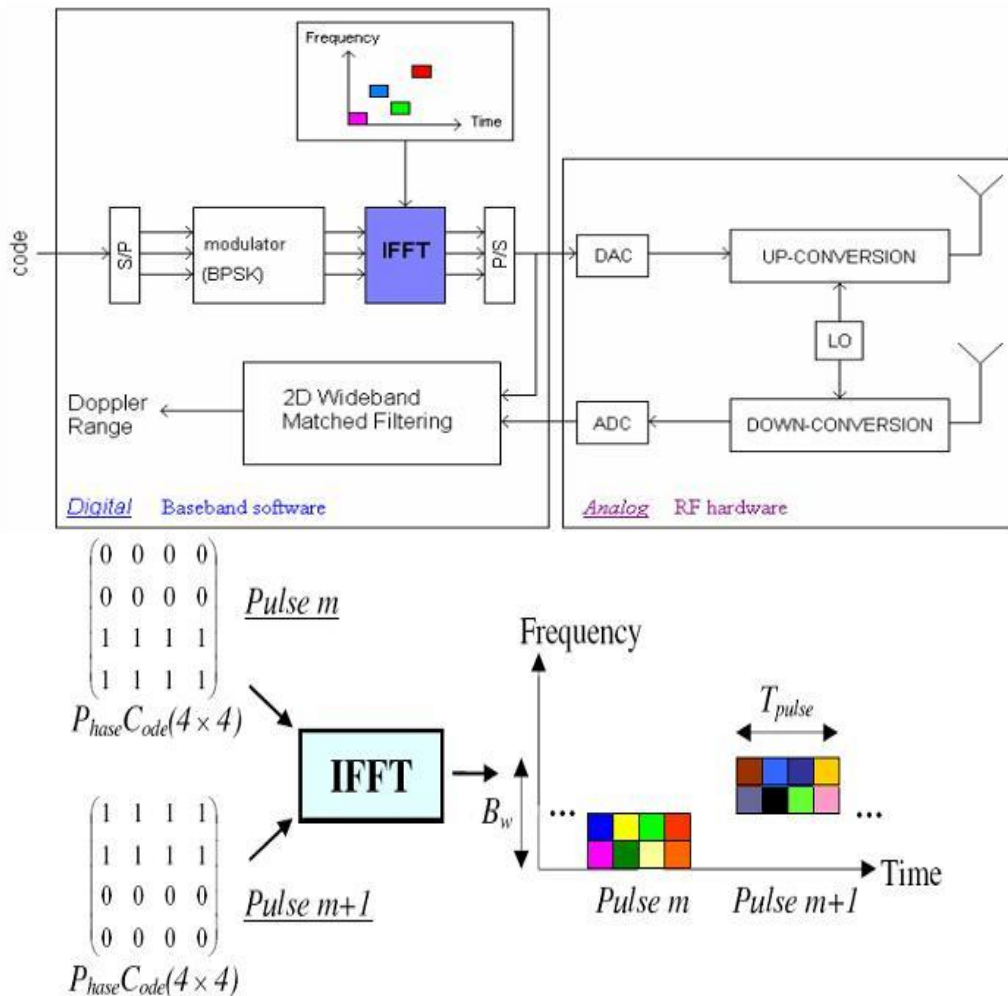 Frequency
Time
code
S/P
modulator
(BPSK)
IFFT
P/S
DAC
UP-CONVERSION
LO
2D Wideband
Matched Filtering
Doppler
Range
ADC
DOWN-CONVERSION
Digital Baseband software
Analog RF hardware
0 0 0 0
0 0 0 0
1 1 1 1
1 1 1 1
Pulse m
PhaseCode(4 × 4)
IFFT
1 1 1 1
1 1 1 1
0 0 0 0
0 0 0 0
Pulse m+1
PhaseCode(4 × 4)
Frequency
Tpulse
Bw
...
...
Time
Pulse m
Pulse m+1